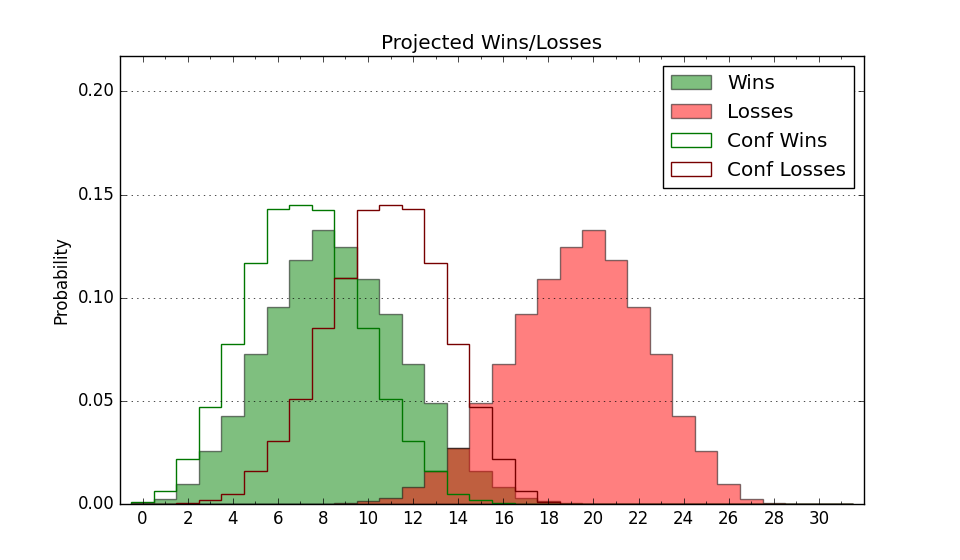 Projected Wins/Losses
Wins
Losses
Conf Wins
Conf Losses
Probability
0.20
0.15
0.10
0.05
0.00
0 2 4 6 8 10 12 14 16 18 20 22 24 26 28 30